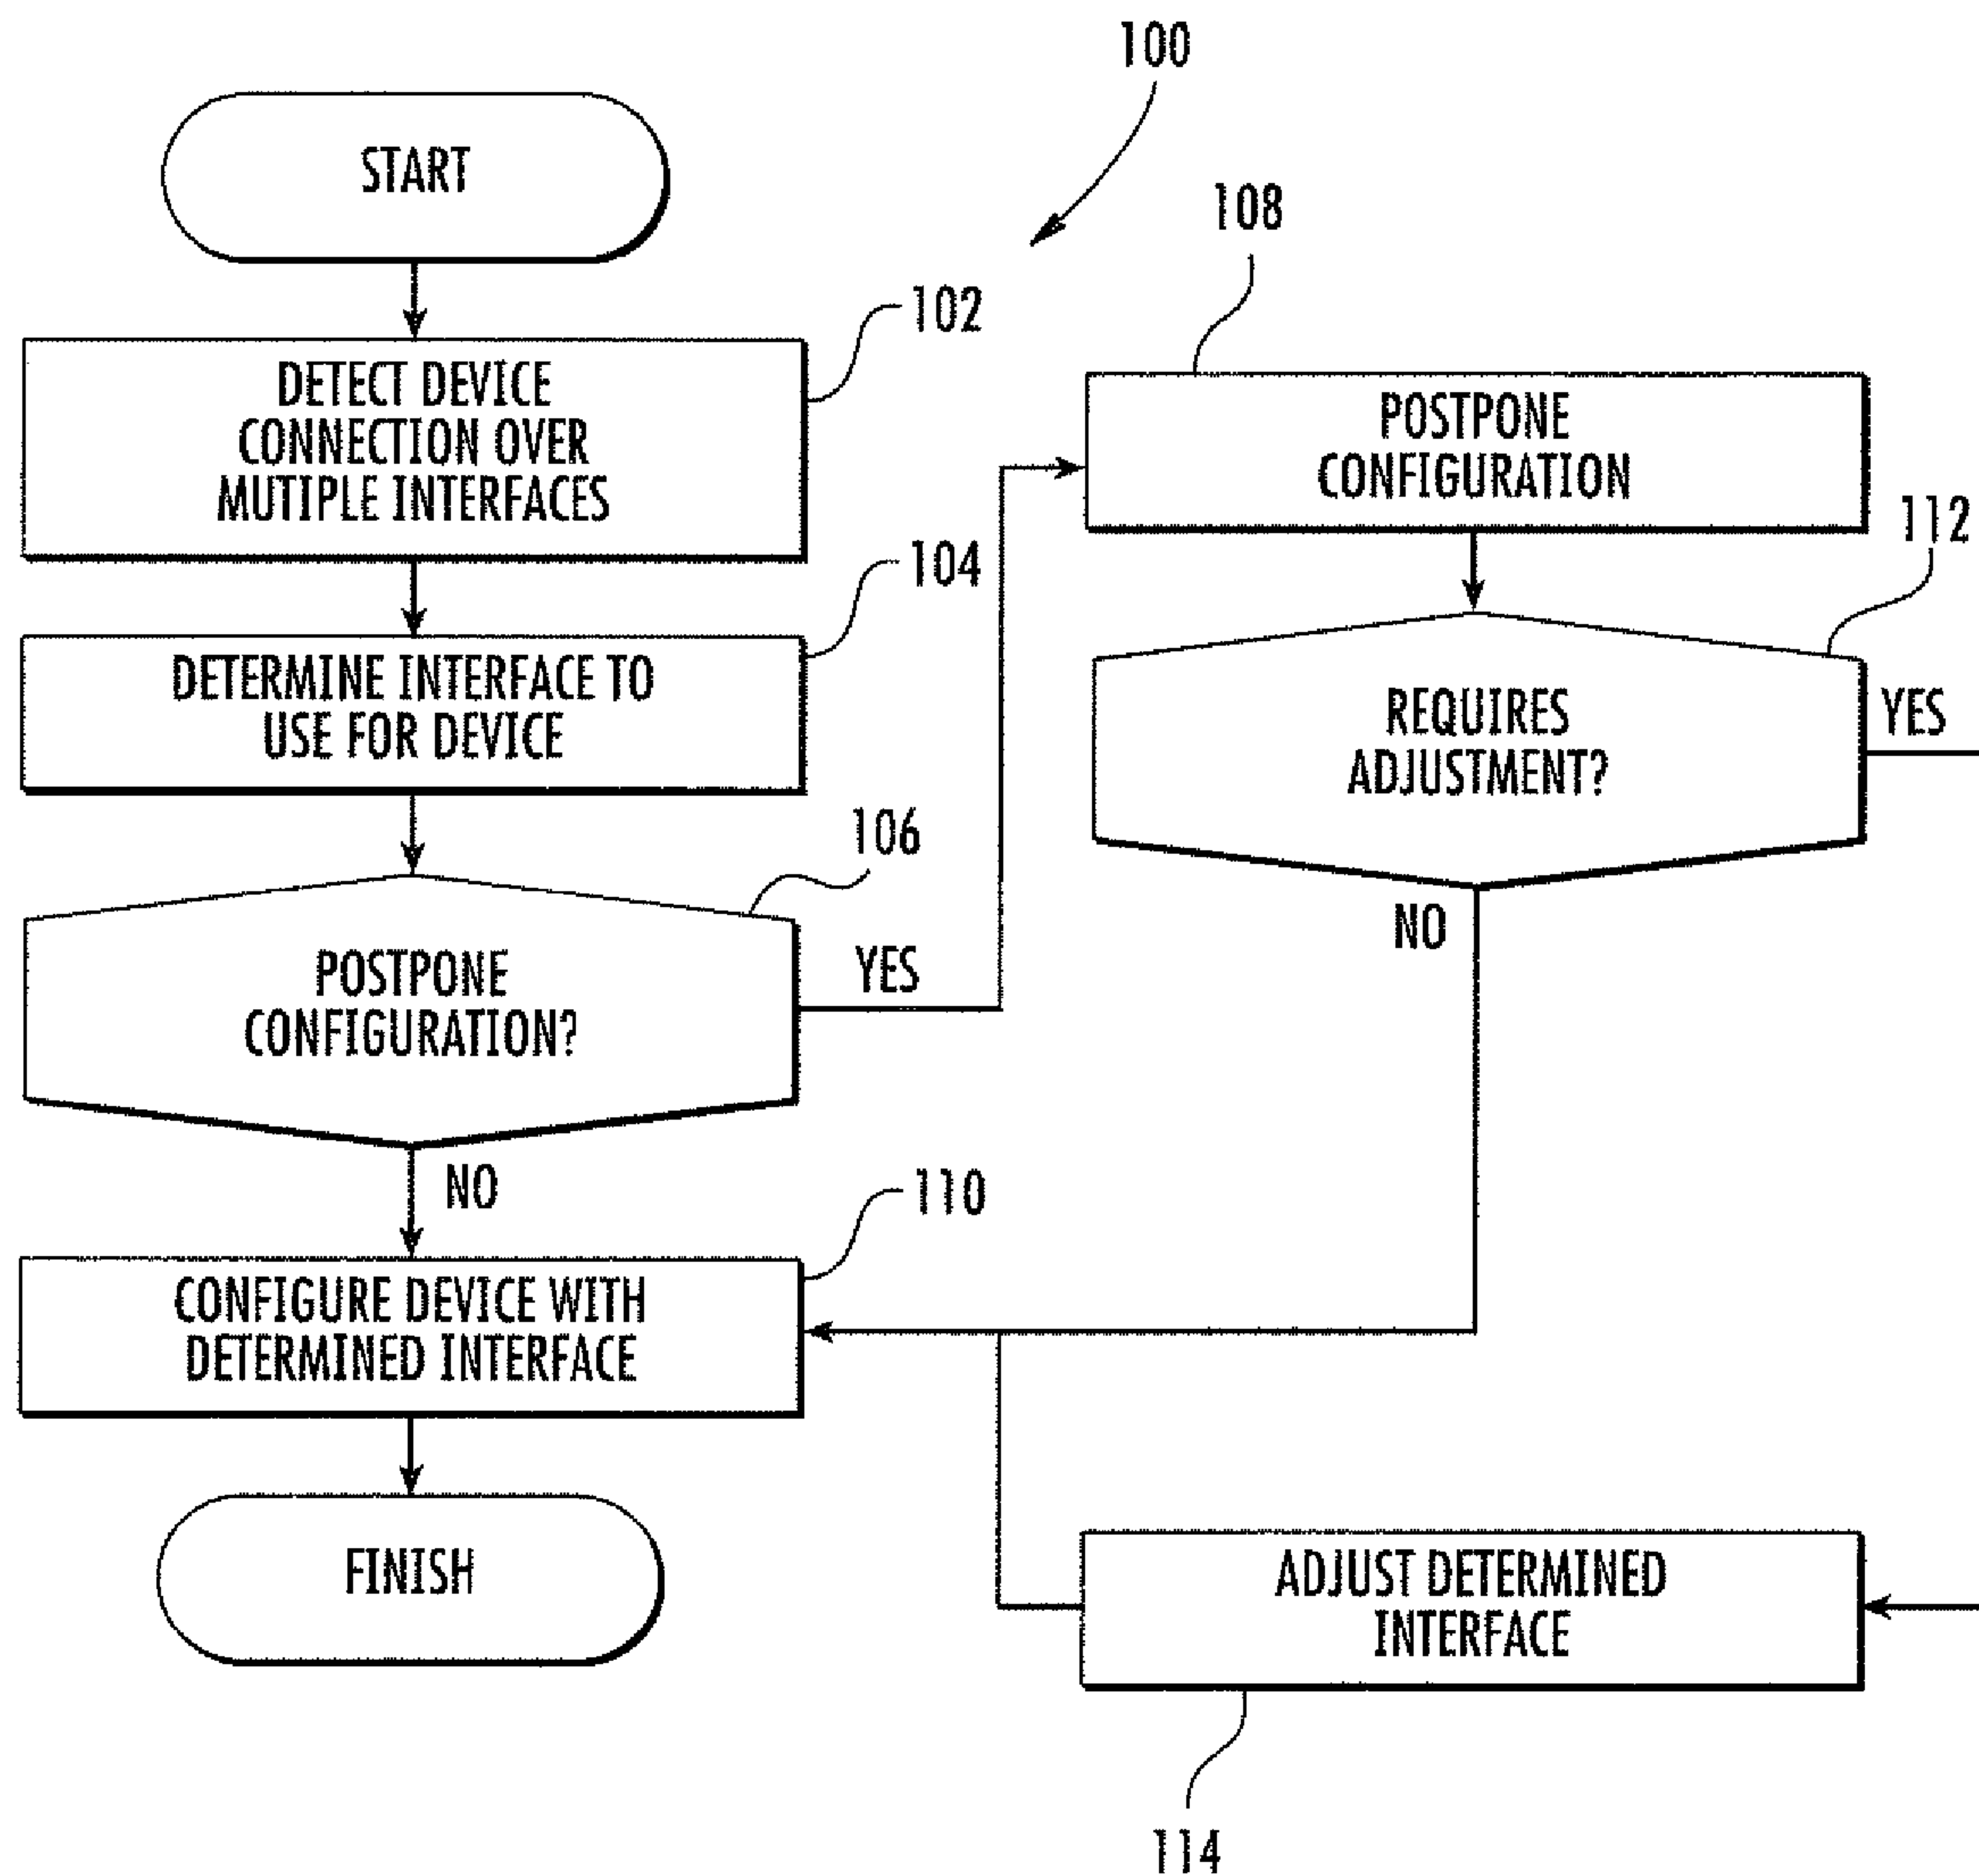 100
START
102
DETECT DEVICE
CONNECTION OVER
MUTIPLE INTERFACES
104
DETERMINE INTERFACE TO
USE FOR DEVICE
106
POSTPONE
CONFIGURATION?
YES
NO
108
POSTPONE
CONFIGURATION
112
REQUIRES
ADJUSTMENT?
YES
NO
110
CONFIGURE DEVICE WITH
DETERMINED INTERFACE
FINISH
ADJUST DETERMINED
INTERFACE
114